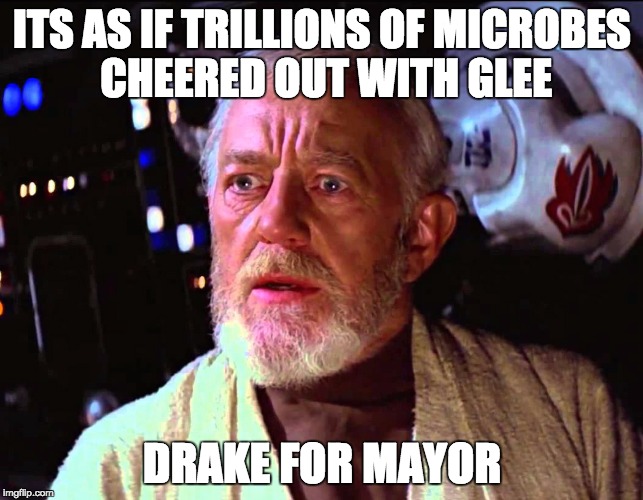 ITS AS IF TRILLIONS OF MICROBES
CHEERED OUT WITH GLEE
DRAKE FOR MAYOR
imgflip.com